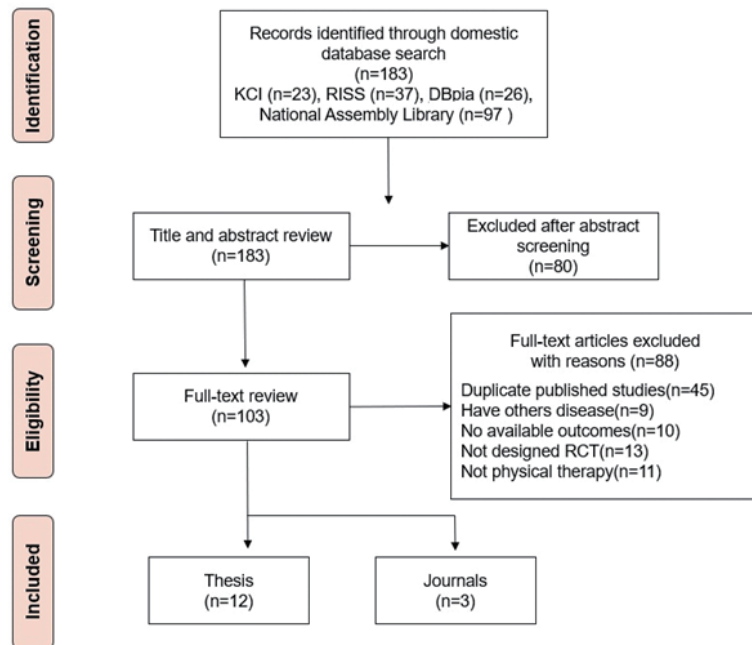 Identification
Records identified through domestic
database search
(n=183)
KCI (n=23), RISS (n=37), DBpia (n=26),
National Assembly Library (n=97 )
Screening
Title and abstract review
(n=183)
Excluded after abstract
screening
(n=80)
Eligibility
Full-text review
(n=103)
Full-text articles excluded
with reasons (n=88)
Duplicate published studies(n=45)
Have others disease(n=9)
No available outcomes(n=10)
Not designed RCT(n=13)
Not physical therapy(n=11)
Included
Thesis
(n=12)
Journals
(n=3)